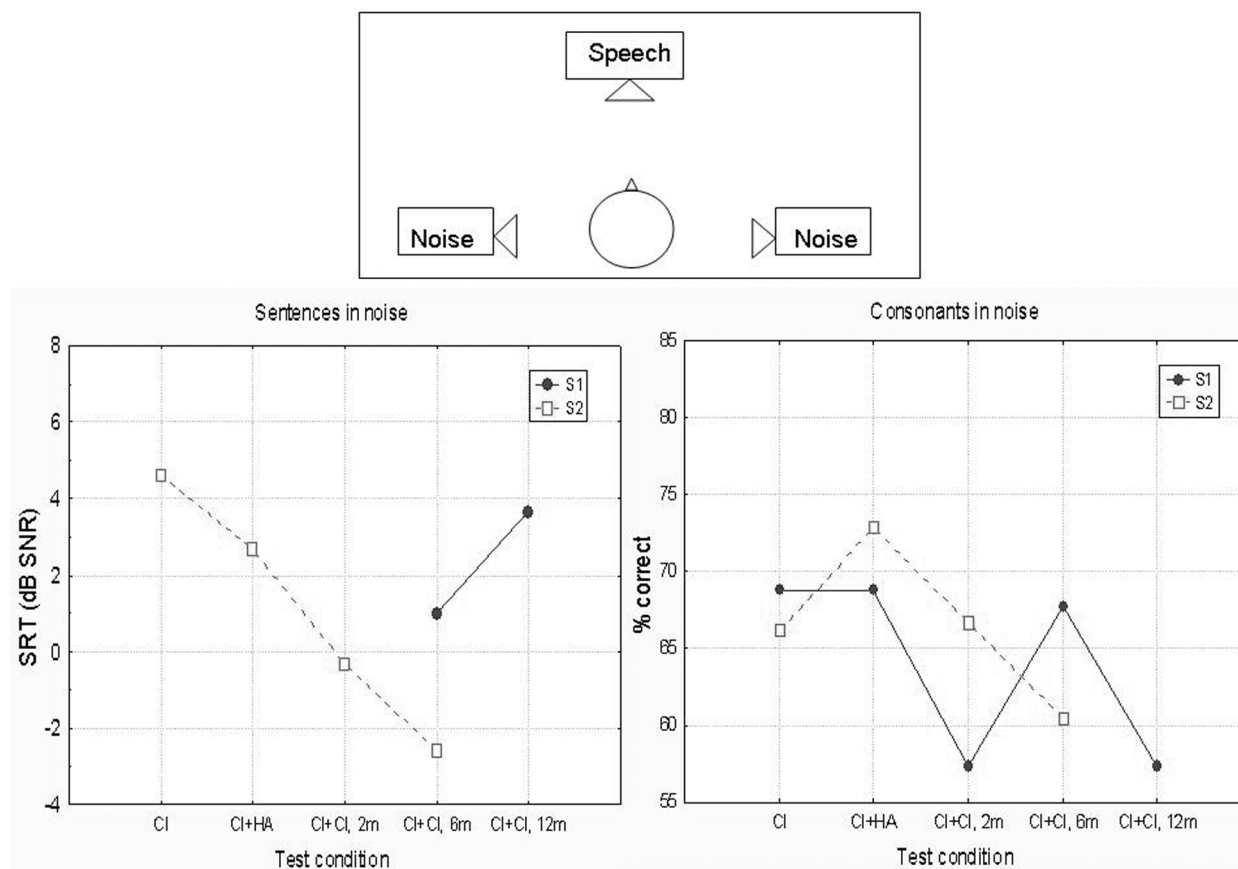 Speech
Noise
Noise
Sentences in noise
SRT (dB SNR)
8
6
4
2
0
-2
-4
S1
S2
CI
CI+HA
CI+CI, 2m
CI+CI, 6m
CI+CI, 12m
Test condition
Consonants in noise
% correct
85
80
75
70
65
60
55
S1
S2
CI
CI+HA
CI+CI, 2m
CI+CI, 6m
CI+CI, 12m
Test condition